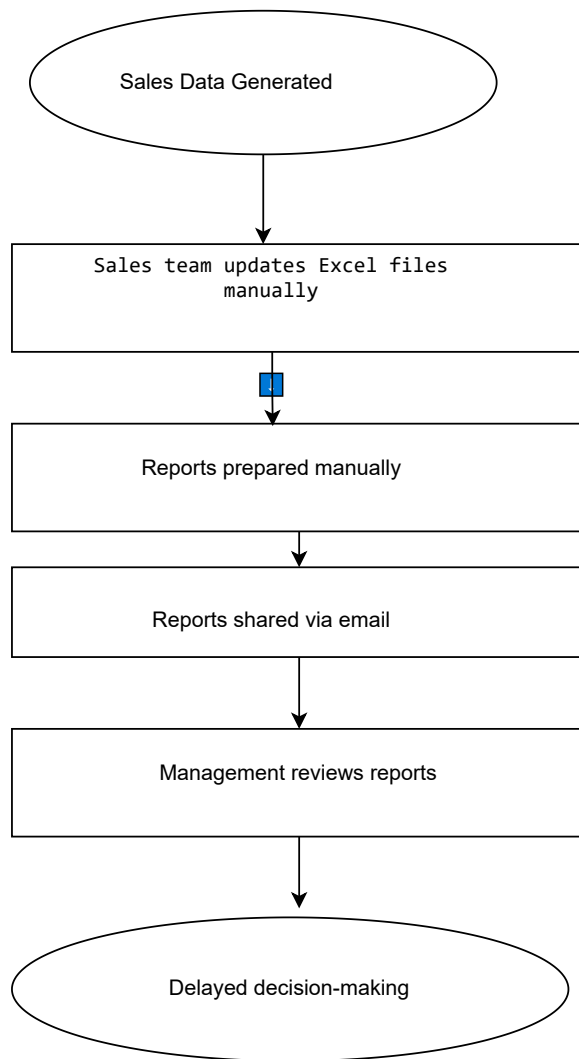 Sales Data Generated
Sales team updates Excel files
manually
↓
Reports prepared manually
Reports shared via email
Management reviews reports
Delayed decision-making